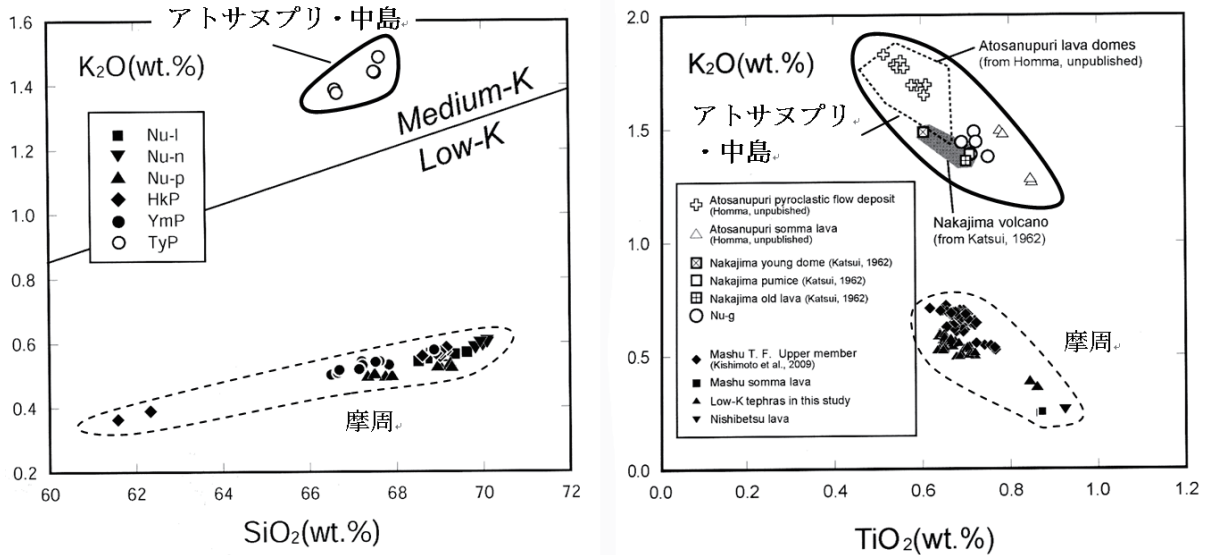 アトサヌプリ・中島
K₂O(wt.%)
Medium-K
Low-K
Nu-l
Nu-n
Nu-p
HkP
YmP
TyP
摩周
1.6
1.4
1.2
1.0
0.8
0.6
0.4
0.2
60
62
64
66
68
70
72
SiO₂(wt.%)
K₂O(wt.%)
Atosanupuri lava domes
(from Homma, unpublished)
アトサヌプリ
・中島
Nakajima volcano
(from Katsui, 1962)
Atosanupuri pyroclastic flow deposit
(Homma, unpublished)
Atosanupuri somma lava
(Homma, unpublished)
Nakajima young dome (Katsui, 1962)
Nakajima pumice (Katsui, 1962)
Nakajima old lava (Katsui, 1962)
Nu-g
Mashu T. F. Upper member
(Kishimoto et al., 2009)
Mashu somma lava
Low-K tephras in this study
Nishibetsu lava
摩周
2.0
1.5
1.0
0.5
0.0
0.0
0.2
0.4
0.6
0.8
1.0
1.2
TiO₂(wt.%)